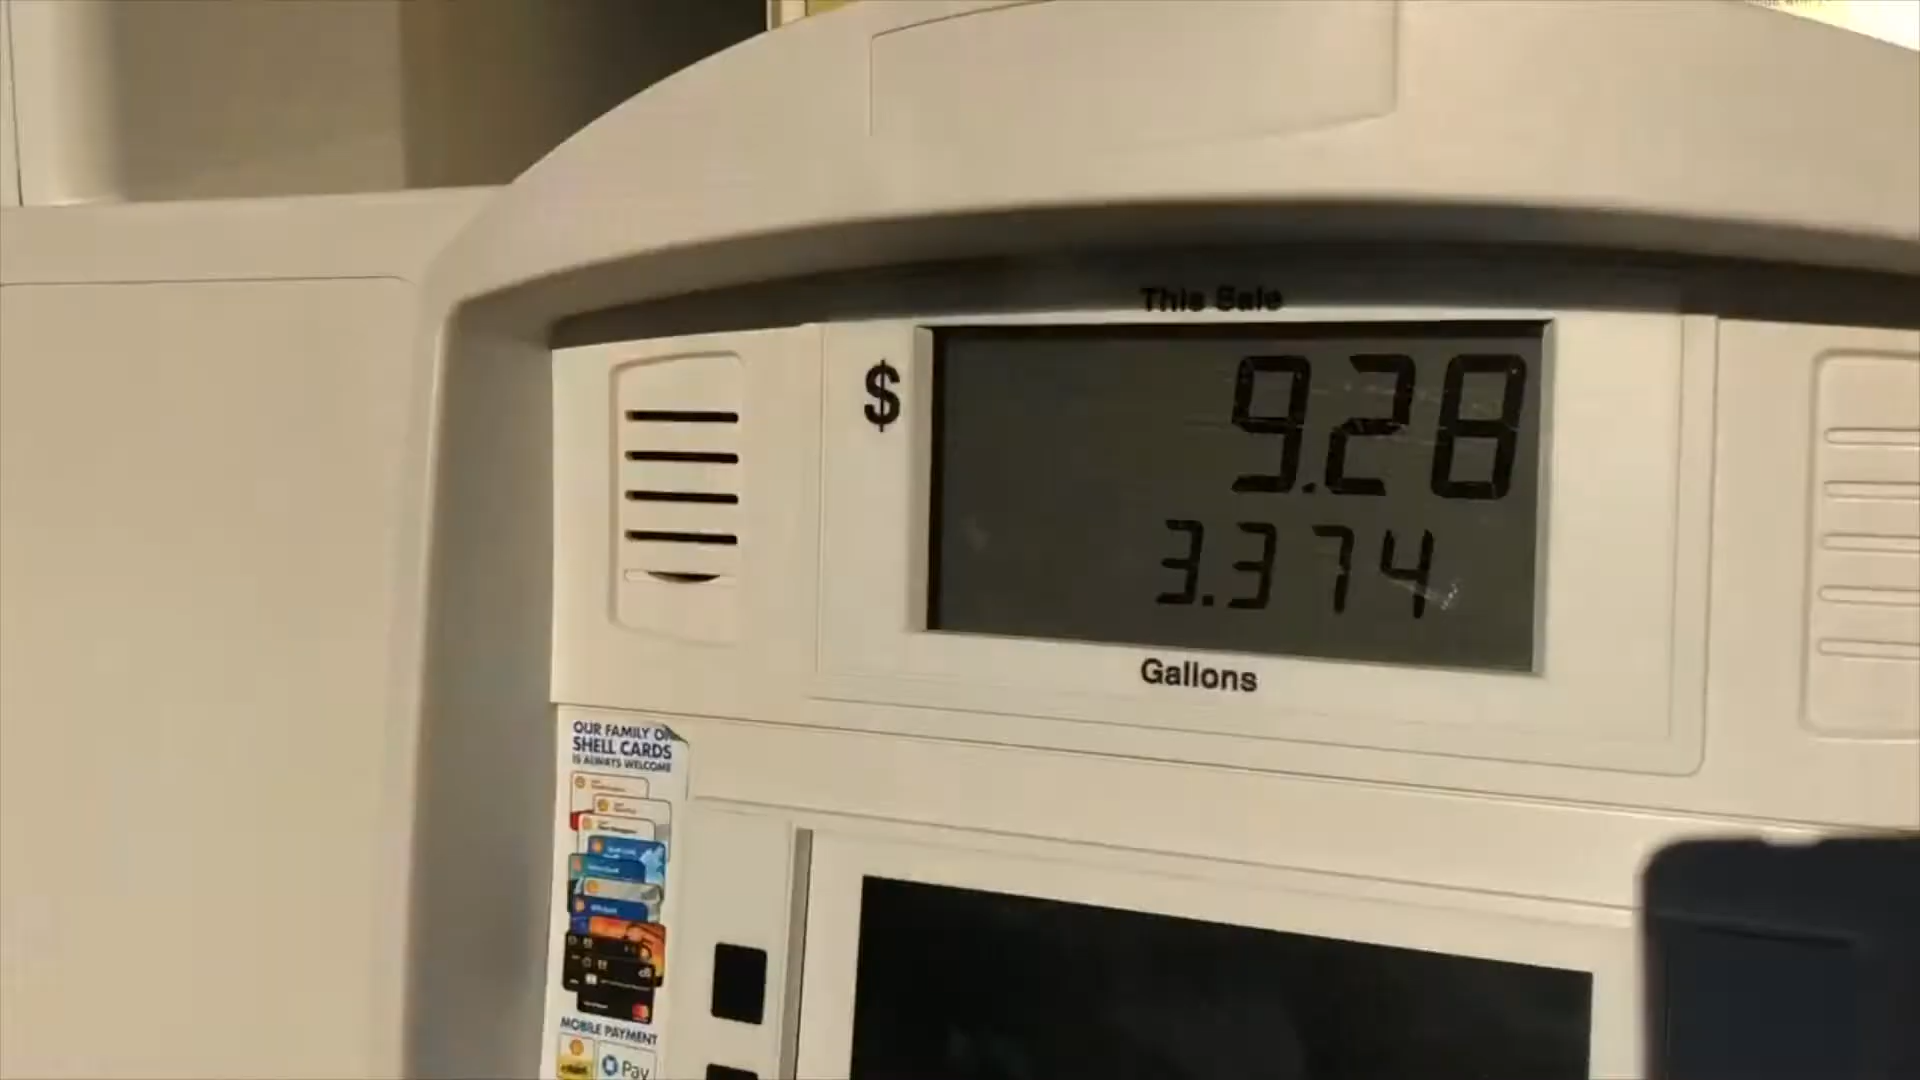 This Sale
$ 9.28
3.374
Gallons
OUR FAMILY OF
SHELL CARDS
IS ALWAYS WELCOME
MOBILE PAYMENT
Pay